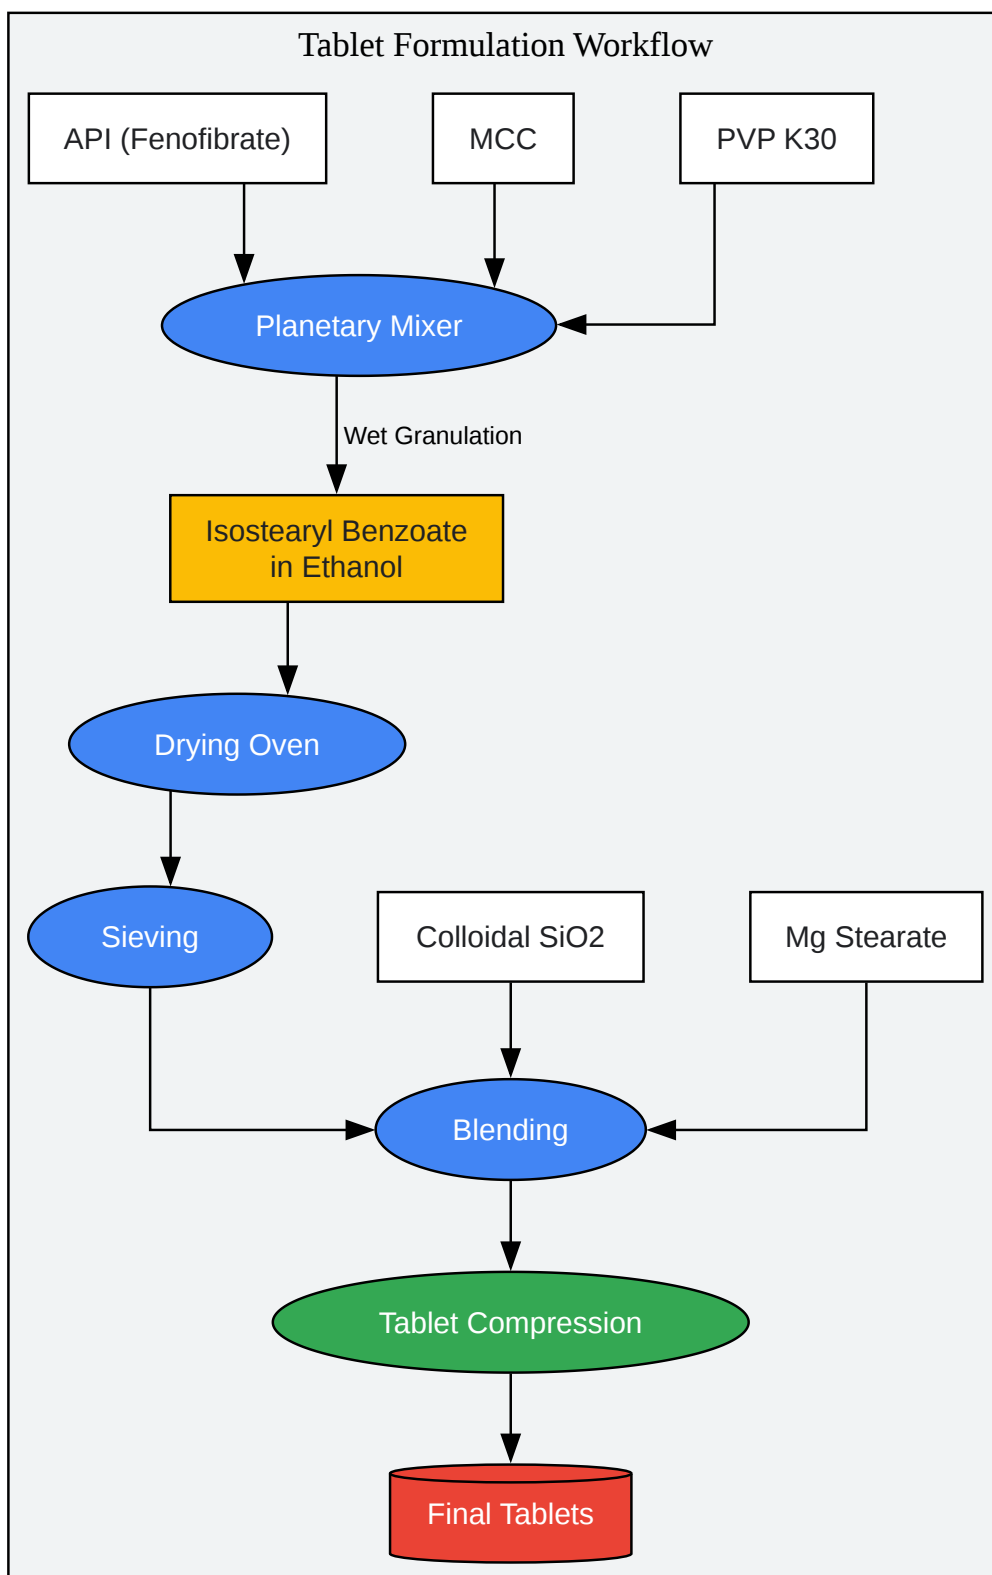 Tablet Formulation Workflow
API (Fenofibrate)
MCC
PVP K30
Planetary Mixer
Wet Granulation
Isostearyl Benzoate
in Ethanol
Drying Oven
Sieving
Colloidal SiO2
Mg Stearate
Blending
Tablet Compression
Final Tablets